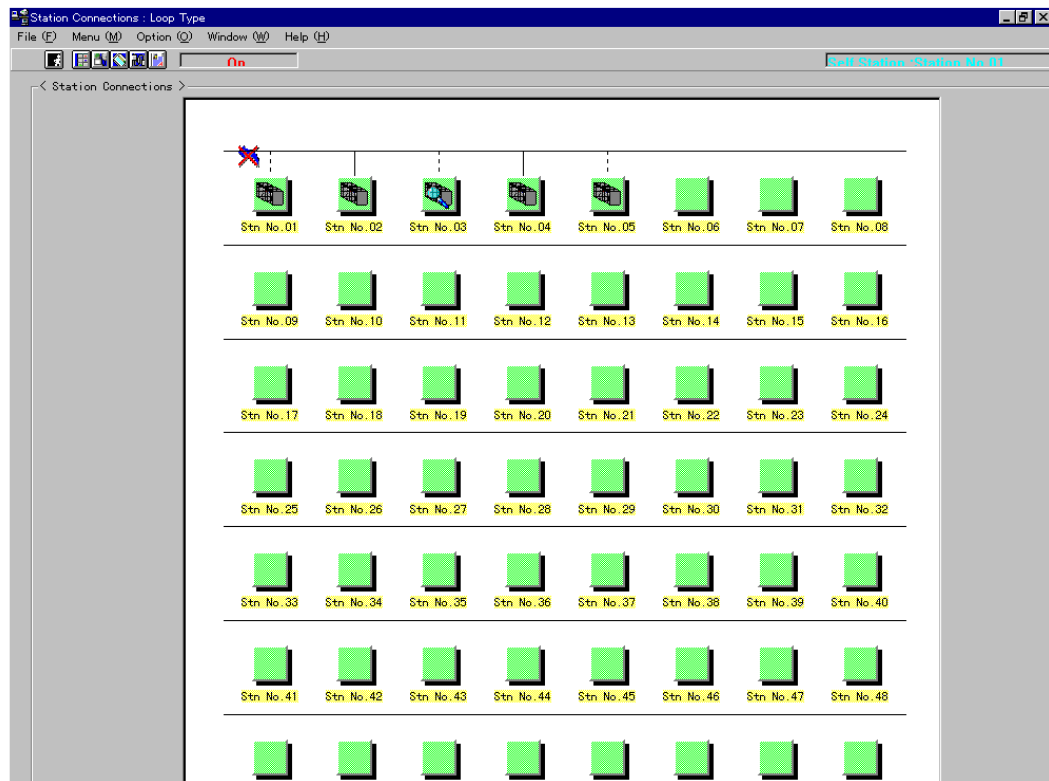 Station Connections : Loop Type
File (F) Menu (M) Option (O) Window (W) Help (H)
On
Self Station :Station No.01
< Station Connections >
Stn No.01 Stn No.02 Stn No.03 Stn No.04 Stn No.05 Stn No.06 Stn No.07 Stn No.08
Stn No.09 Stn No.10 Stn No.11 Stn No.12 Stn No.13 Stn No.14 Stn No.15 Stn No.16
Stn No.17 Stn No.18 Stn No.19 Stn No.20 Stn No.21 Stn No.22 Stn No.23 Stn No.24
Stn No.25 Stn No.26 Stn No.27 Stn No.28 Stn No.29 Stn No.30 Stn No.31 Stn No.32
Stn No.33 Stn No.34 Stn No.35 Stn No.36 Stn No.37 Stn No.38 Stn No.39 Stn No.40
Stn No.41 Stn No.42 Stn No.43 Stn No.44 Stn No.45 Stn No.46 Stn No.47 Stn No.48